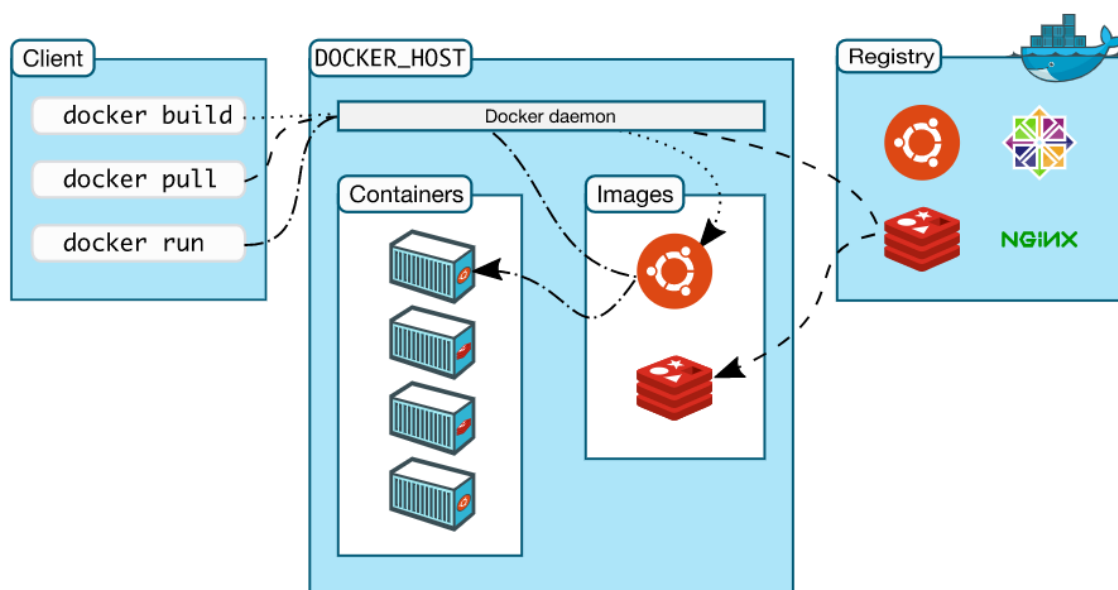 Client
docker build
docker pull
docker run
DOCKER_HOST
Docker daemon
Containers
Images
Registry
NGINX